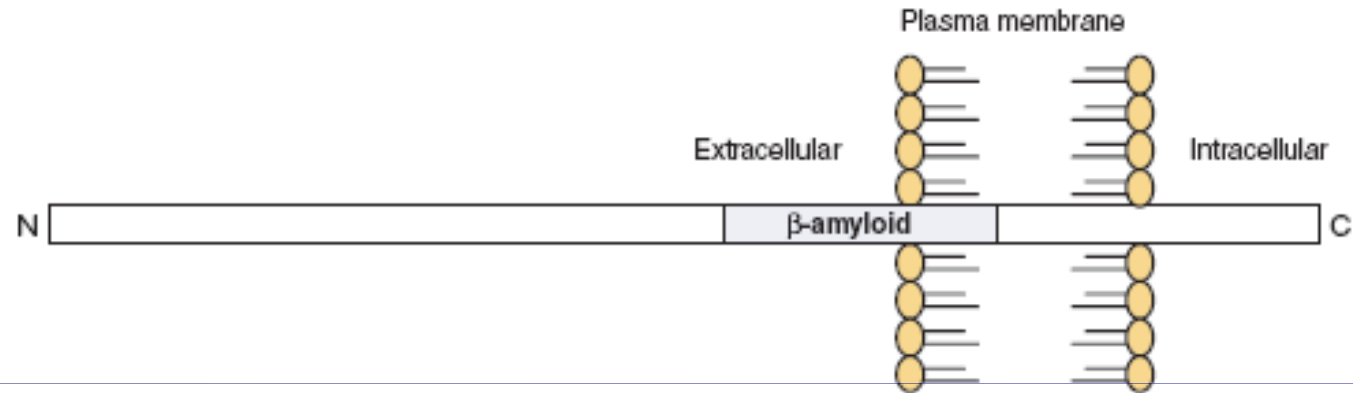 Plasma membrane
Extracellular
Intracellular
N
β-amyloid
C